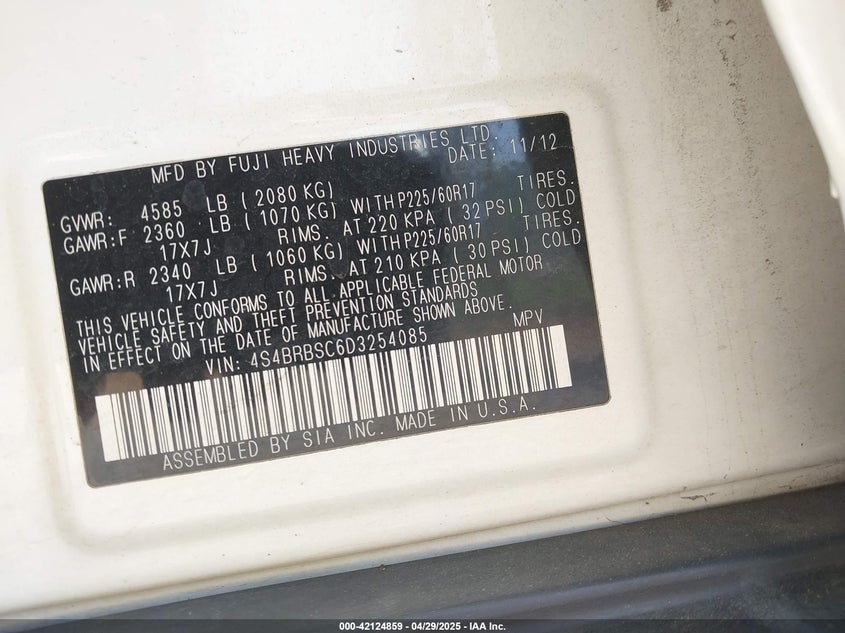 MFD BY FUJI HEAVY INDUSTRIES LTD.
DATE: 11/12
GVWR: 4585 LB (2080 KG)
GAWR:F 2360 LB (1070 KG) WITH P225/60R17 TIRES.
17X7J RIMS. AT 220 KPA (32 PSI) COLD
GAWR:R 2340 LB (1060 KG) WITH P225/60R17 TIRES.
17X7J RIMS. AT 210 KPA (30 PSI) COLD
THIS VEHICLE CONFORMS TO ALL APPLICABLE FEDERAL MOTOR
VEHICLE SAFETY AND THEFT PREVENTION STANDARDS
IN EFFECT ON THE DATE OF MANUFACTURE SHOWN ABOVE.
VIN: 4S4BRBSC6D3254085 MPV
ASSEMBLED BY SIA INC. MADE IN U.S.A.
000-42124859 / 04/29/2025 - IAA Inc.